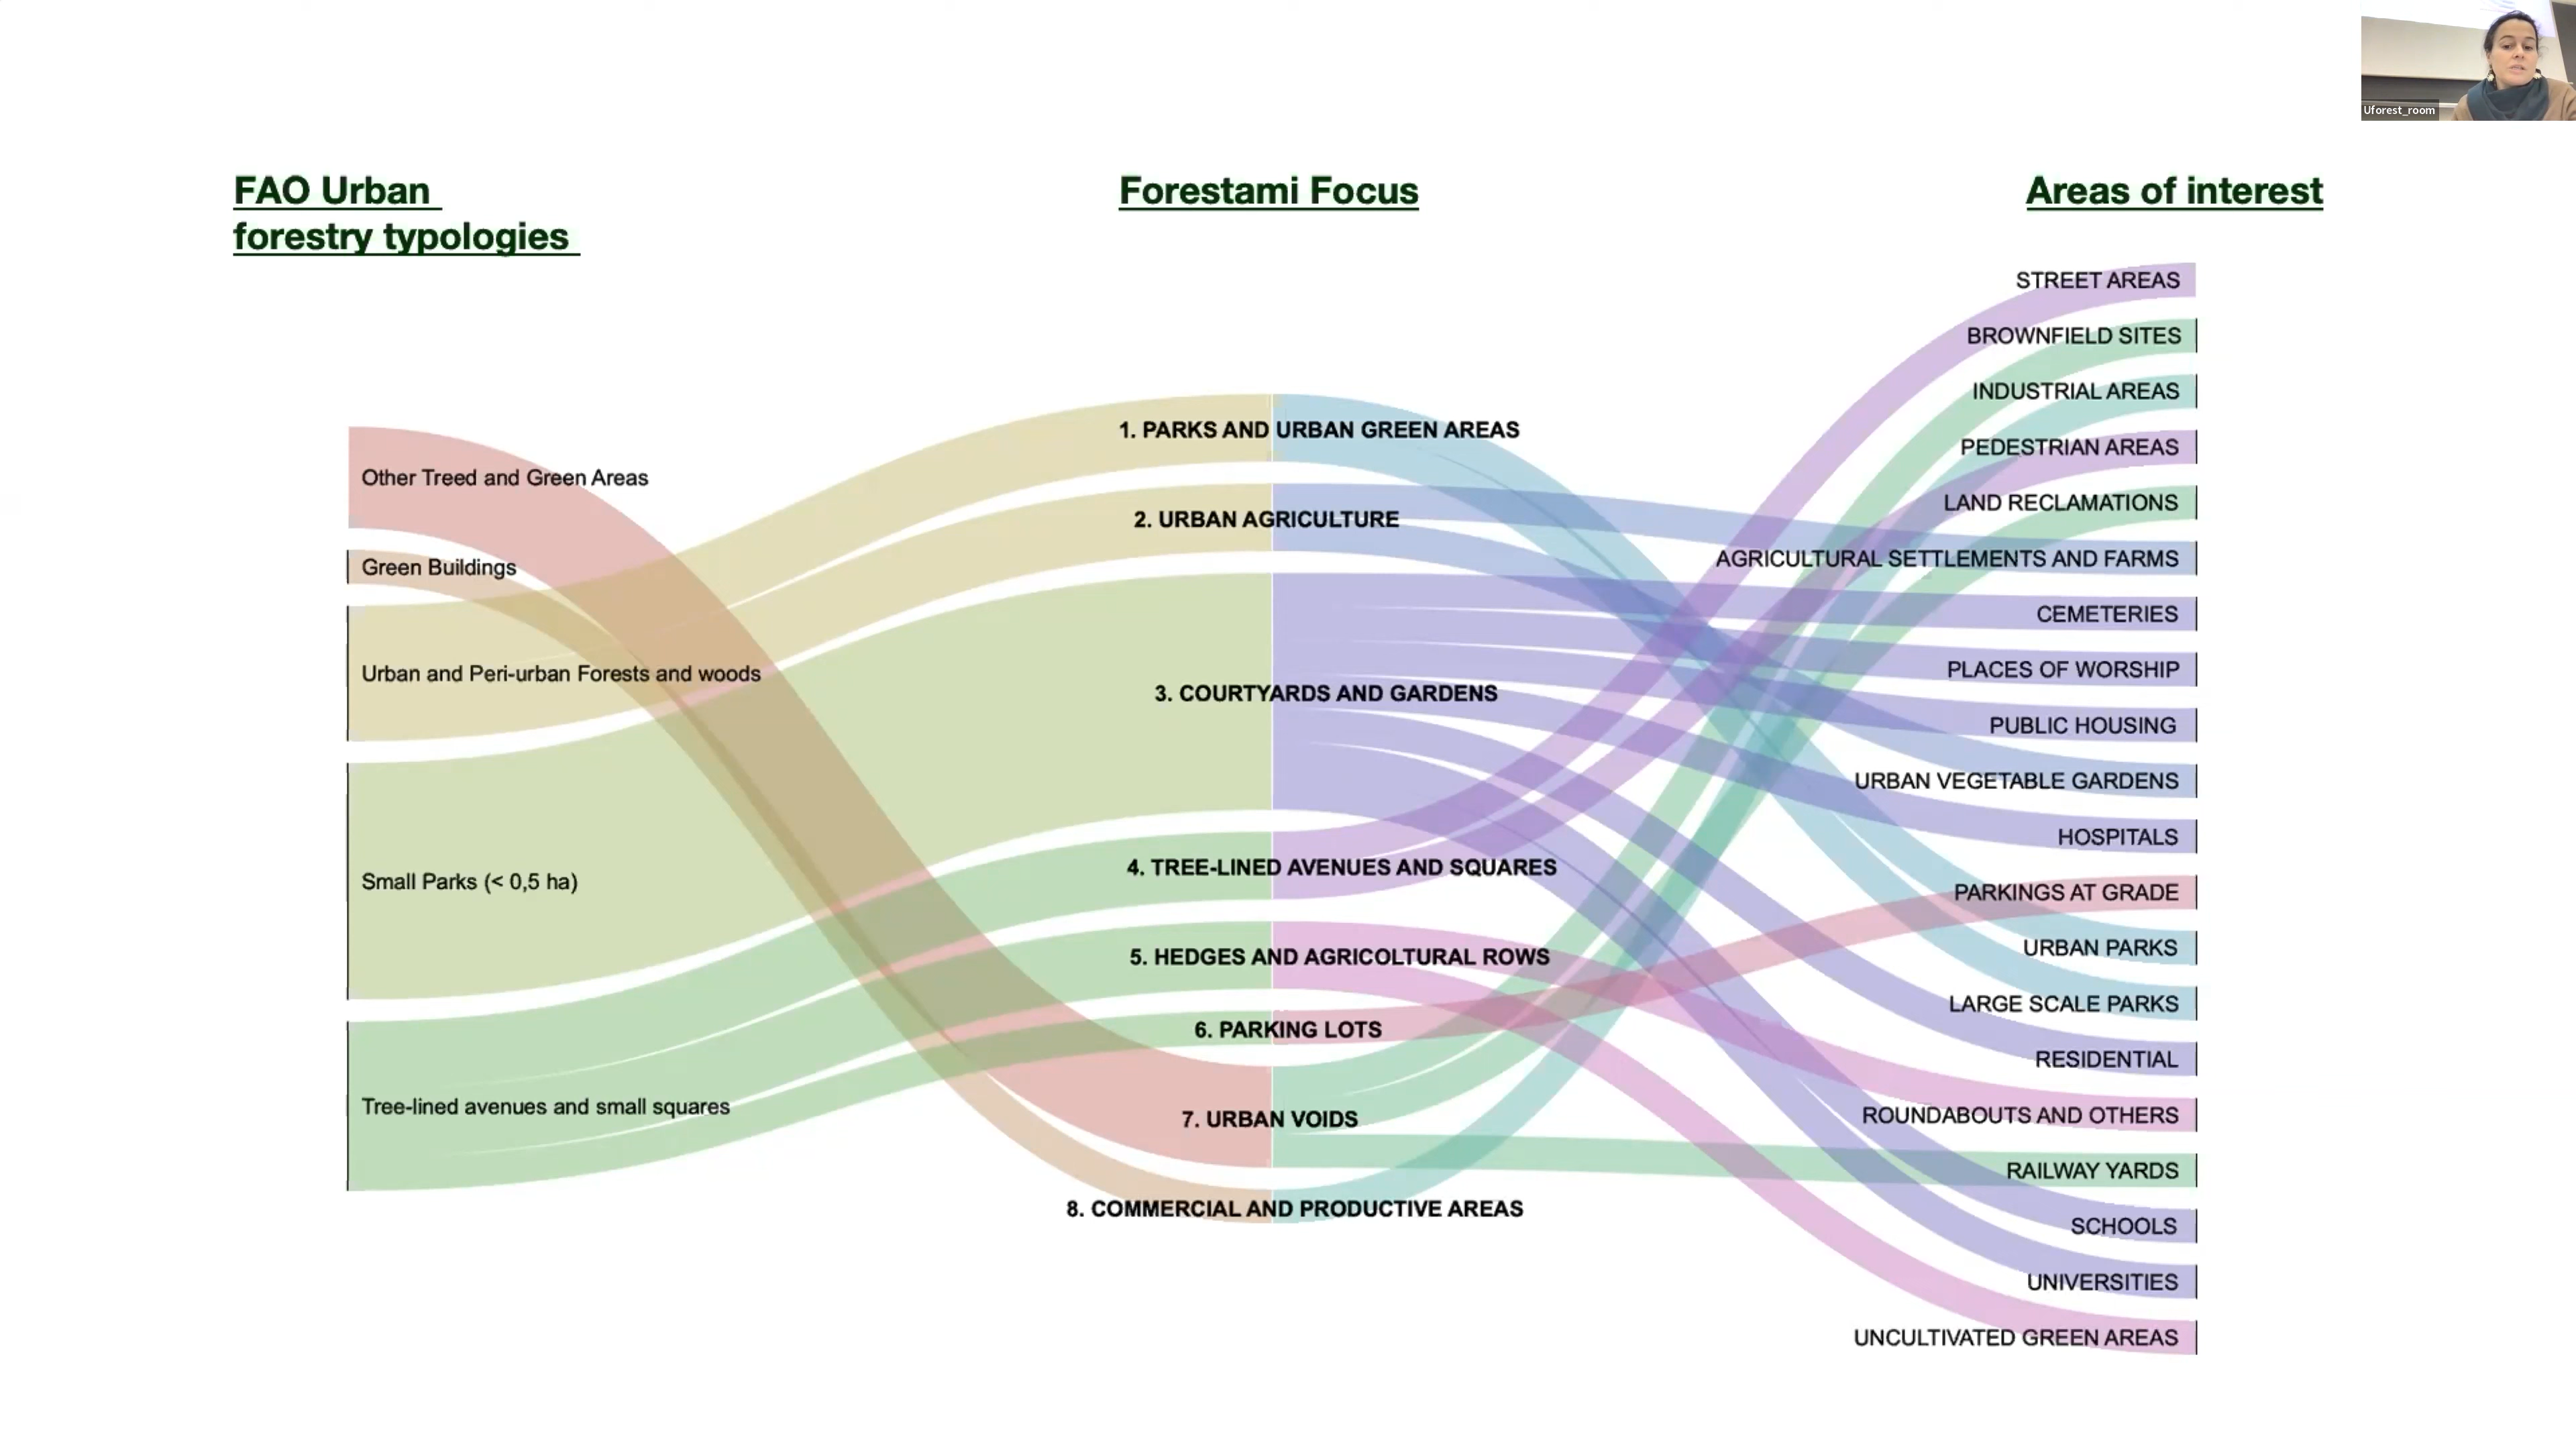 Uforest_room
FAO Urban
forestry typologies
Forestami Focus
Areas of interest
Other Treed and Green Areas
Green Buildings
Urban and Peri-urban Forests and woods
Small Parks (< 0,5 ha)
Tree-lined avenues and small squares
1. PARKS AND URBAN GREEN AREAS
2. URBAN AGRICULTURE
3. COURTYARDS AND GARDENS
4. TREE-LINED AVENUES AND SQUARES
5. HEDGES AND AGRICOLTURAL ROWS
6. PARKING LOTS
7. URBAN VOIDS
8. COMMERCIAL AND PRODUCTIVE AREAS
STREET AREAS
BROWNFIELD SITES
INDUSTRIAL AREAS
PEDESTRIAN AREAS
LAND RECLAMATIONS
AGRICULTURAL SETTLEMENTS AND FARMS
CEMETERIES
PLACES OF WORSHIP
PUBLIC HOUSING
URBAN VEGETABLE GARDENS
HOSPITALS
PARKINGS AT GRADE
URBAN PARKS
LARGE SCALE PARKS
RESIDENTIAL
ROUNDABOUTS AND OTHERS
RAILWAY YARDS
SCHOOLS
UNIVERSITIES
UNCULTIVATED GREEN AREAS